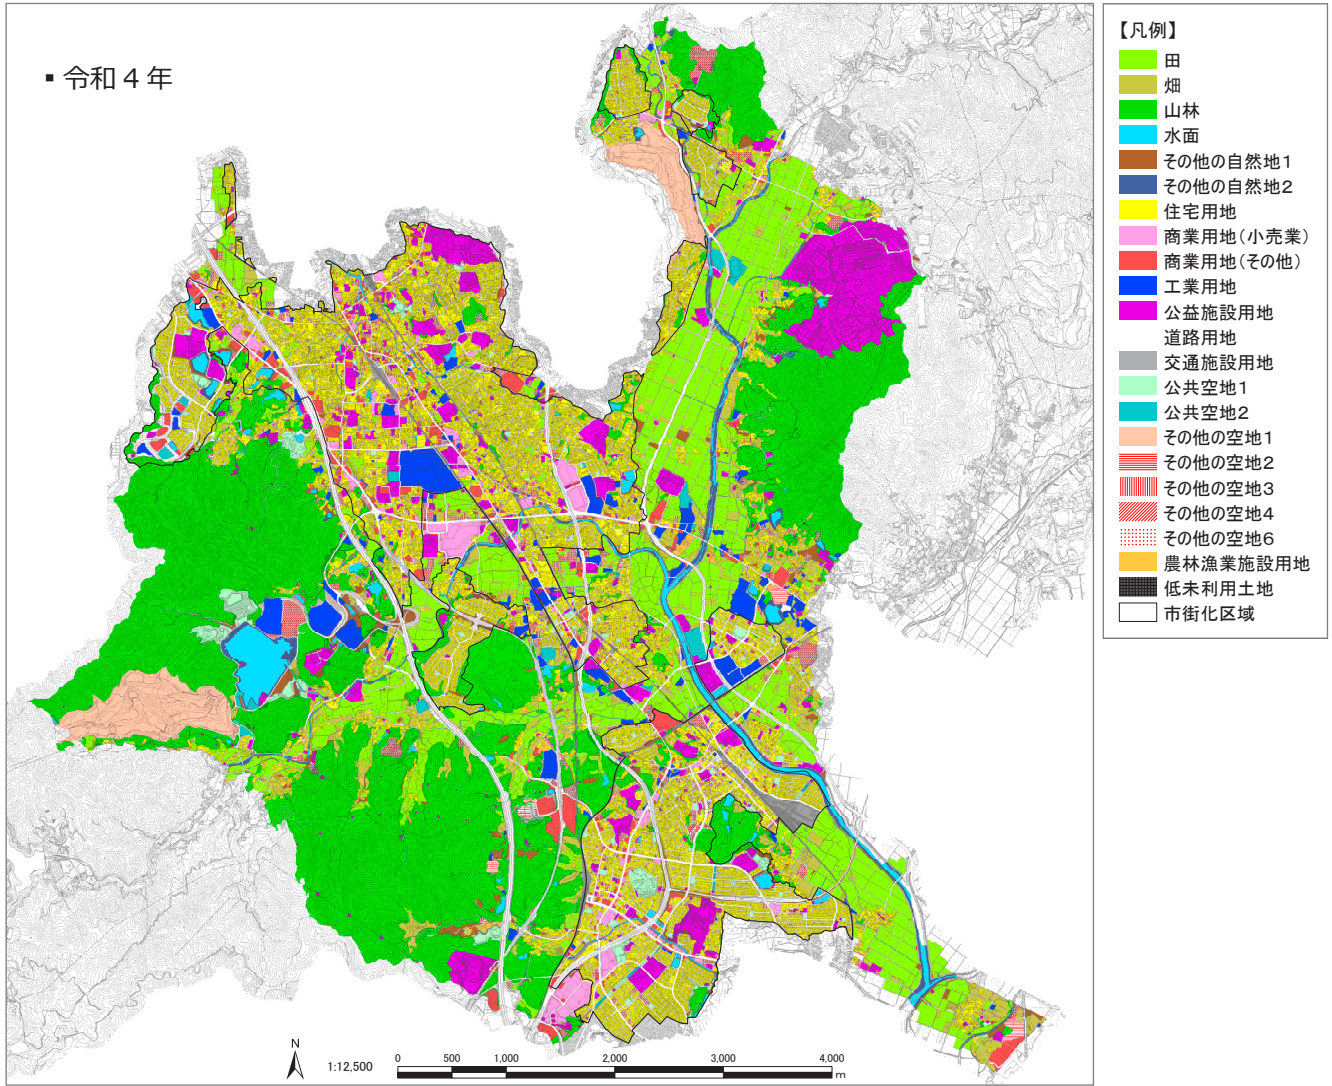 ▪ 令和４年
【凡例】
田
畑
山林
水面
その他の自然地1
その他の自然地2
住宅用地
商業用地(小売業)
商業用地(その他)
工業用地
公益施設用地
道路用地
交通施設用地
公共空地1
公共空地2
その他の空地1
その他の空地2
その他の空地3
その他の空地4
その他の空地6
農林漁業施設用地
低未利用土地
市街化区域
N
1:12,500
0 500 1,000 2,000 3,000 4,000
m